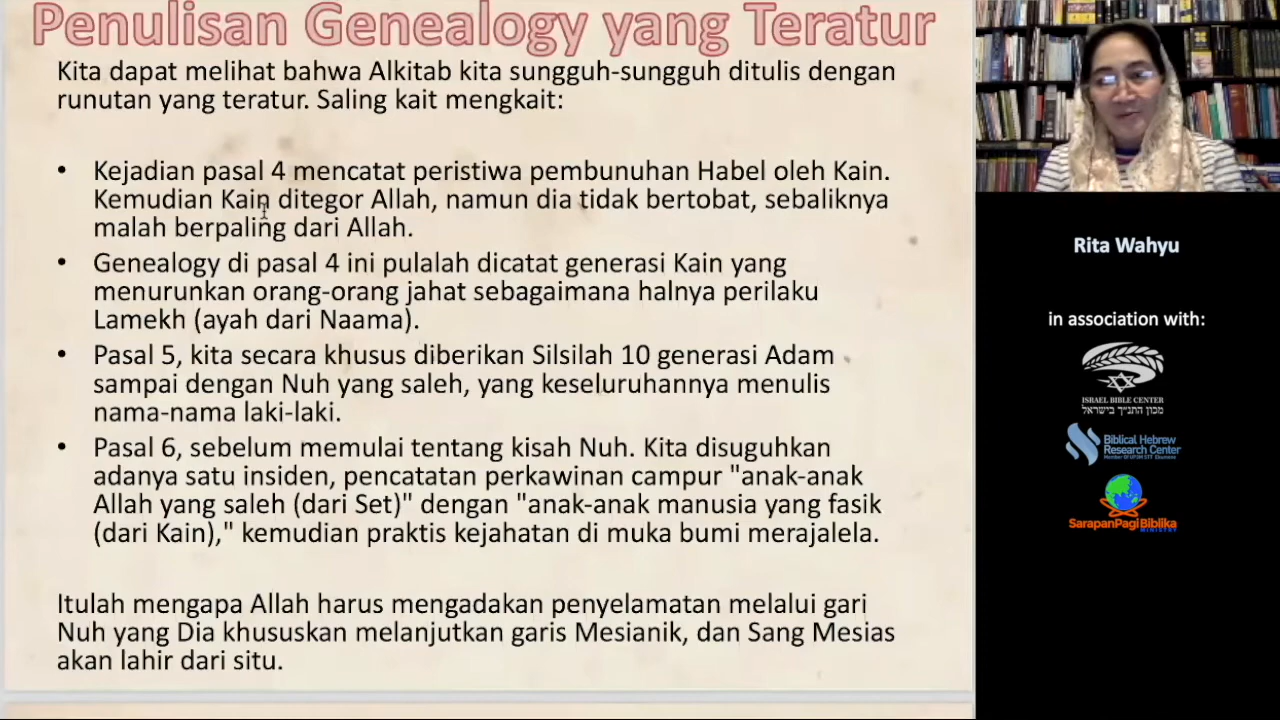 Penulisan Genealogy yang Teratur
Kita dapat melihat bahwa Alkitab kita sungguh-sungguh ditulis dengan
runutan yang teratur. Saling kait mengkait:
• Kejadian pasal 4 mencatat peristiwa pembunuhan Habel oleh Kain.
Kemudian Kain ditegor Allah, namun dia tidak bertobat, sebaliknya
malah berpaling dari Allah.
• Genealogy di pasal 4 ini pulalah dicatat generasi Kain yang
menurunkan orang-orang jahat sebagaimana halnya perilaku
Lamekh (ayah dari Naama).
• Pasal 5, kita secara khusus diberikan Silsilah 10 generasi Adam
sampai dengan Nuh yang saleh, yang keseluruhannya menulis
nama-nama laki-laki.
• Pasal 6, sebelum memulai tentang kisah Nuh. Kita disuguhkan
adanya satu insiden, pencatatan perkawinan campur "anak-anak
Allah yang saleh (dari Set)" dengan "anak-anak manusia yang fasik
(dari Kain)," kemudian praktis kejahatan di muka bumi merajalela.
Itulah mengapa Allah harus mengadakan penyelamatan melalui gari
Nuh yang Dia khususkan melanjutkan garis Mesianik, dan Sang Mesias
akan lahir dari situ.
Rita Wahyu
in association with:
ISRAEL BIBLE CENTER
מכון התנ"ך בישראל
Biblical Hebrew
Research Center
SarapanPagiBiblika
MINISTRY